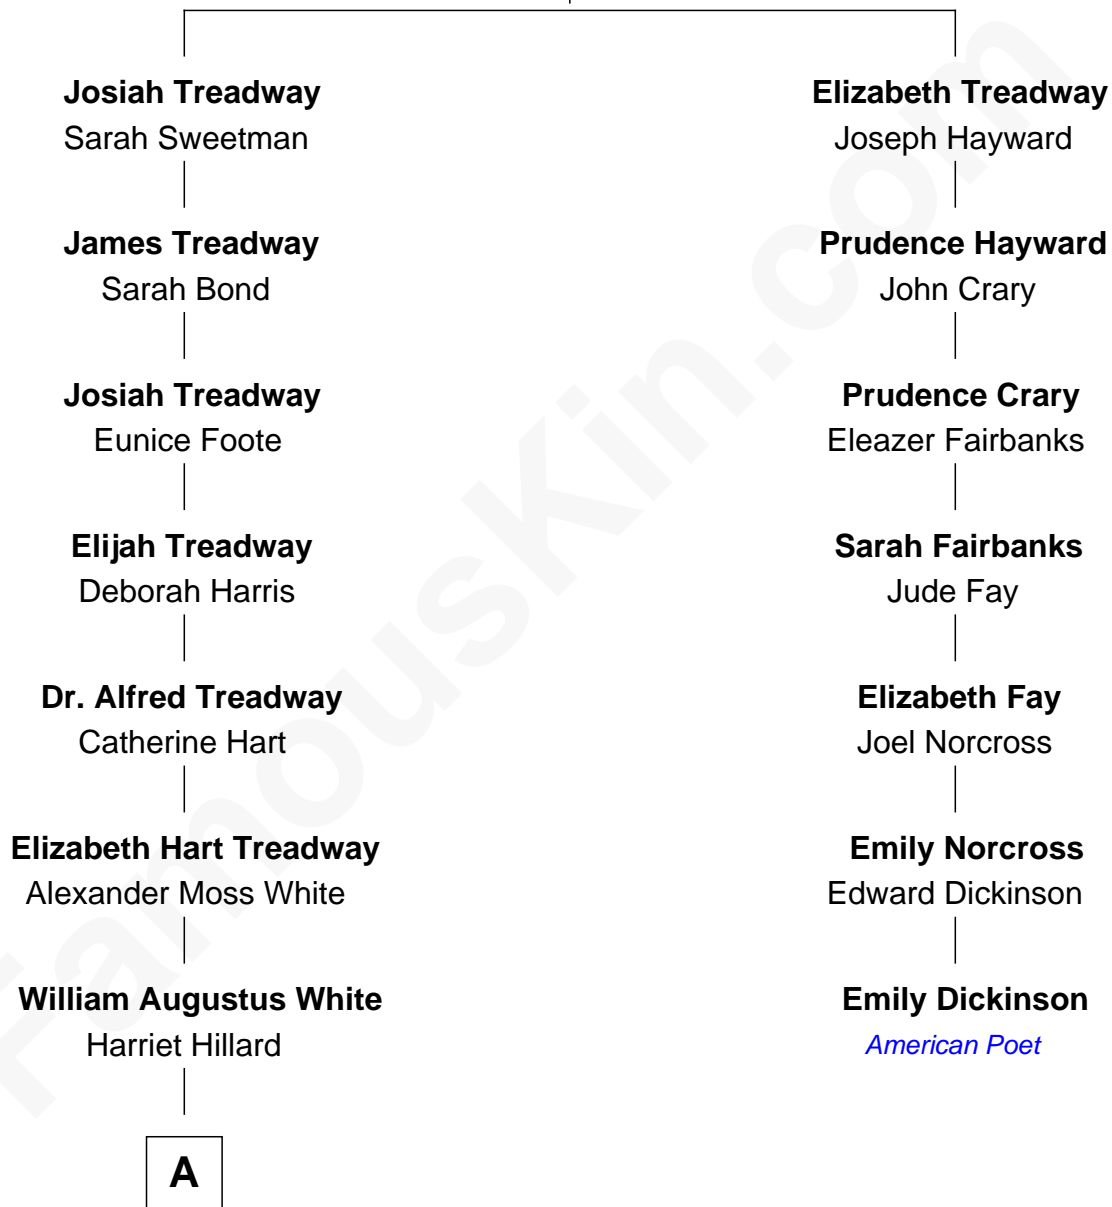 Josiah Treadway
Sarah Sweetman
James Treadway
Sarah Bond
Josiah Treadway
Eunice Foote
Elijah Treadway
Deborah Harris
Dr. Alfred Treadway
Catherine Hart
Elizabeth Hart Treadway
Alexander Moss White
William Augustus White
Harriet Hillard
A
Elizabeth Treadway
Joseph Hayward
Prudence Hayward
John Crary
Prudence Crary
Eleazer Fairbanks
Sarah Fairbanks
Jude Fay
Elizabeth Fay
Joel Norcross
Emily Norcross
Edward Dickinson
Emily Dickinson
American Poet
FamousKin.com